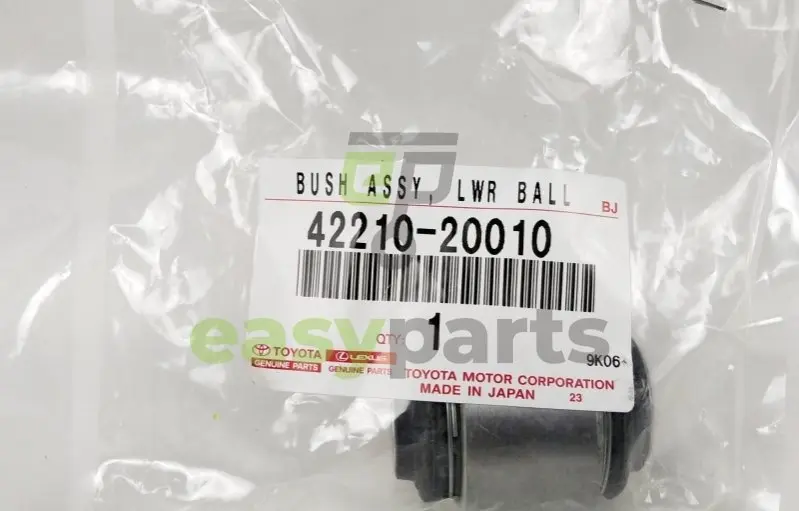 BUSH ASSY, LWR BALL
BJ
42210-20010
easyparts
QTY: 1
9K06
TOYOTA
GENUINE PARTS
LEXUS
GENUINE PARTS
TOYOTA MOTOR CORPORATION
MADE IN JAPAN 23